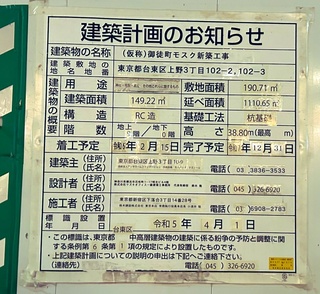 建築計画のお知らせ
建築物の名称 （仮称）御徒町モスク新築工事
建築敷地の地名地番 東京都台東区上野3丁目102-2,102-3
建築物の概要
用途 敷地面積 190.71㎡
建築面積 149.22㎡ 延べ面積 1110.65㎡
構造 RC造 基礎工法 杭基礎
階数 地上 階/地下 階 高さ 38.80m(最高 m)
着工予定 年2月15日 完了予定 年12月31日
建築主 (住所)(氏名) 電話 03 (3836-3533
設計者 (住所)(氏名) 電話 (045) 326-6920
施工者 (住所)(氏名) 電話 03 (6908-2783
標識設置年月日 令和5年4月1日
台東区
・この標識は、東京都 中高層建築物の建築に係る紛争の予防と調整に関する条例第6条第1項の規定により設置したものです。
・上記建築計画についての説明の申出は下記へご連絡下さい。
(連絡先) 電話 (045) 326-6920